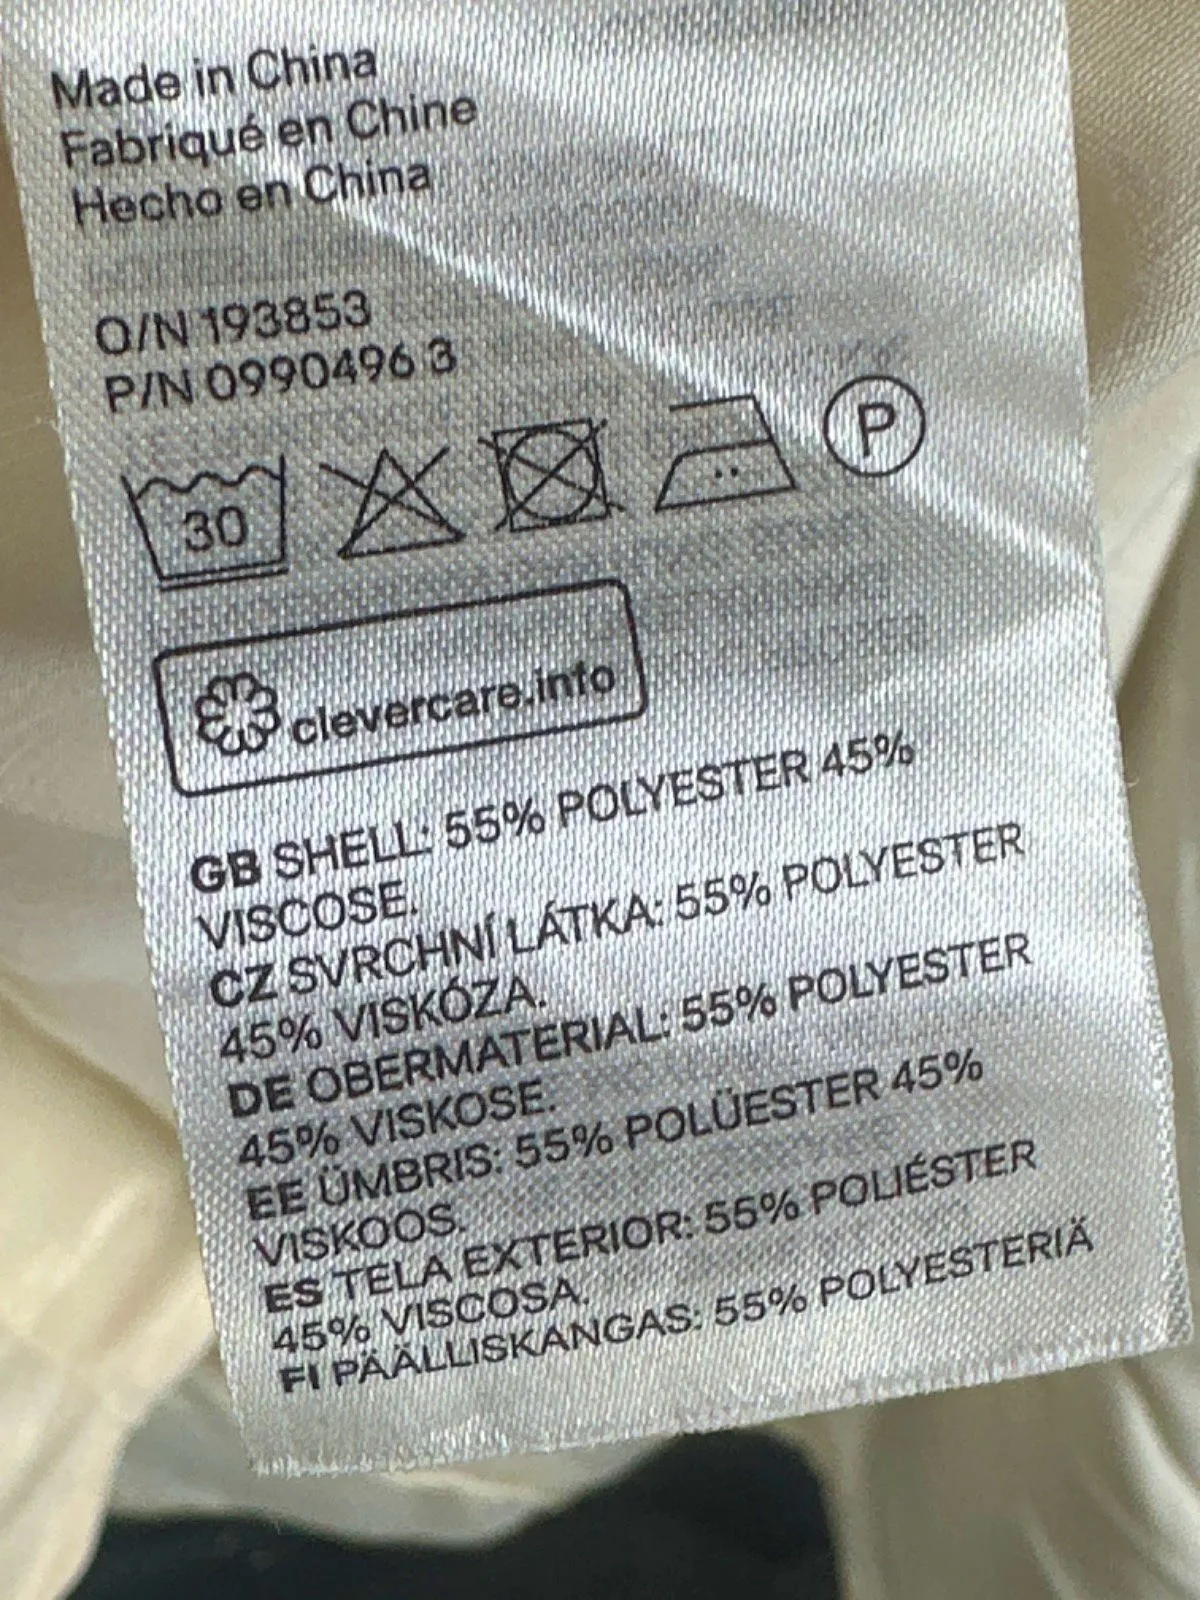 Made in China
Fabriqué en Chine
Hecho en China
O/N 193853
P/N 0990496 3
P
30
clevercare.info
GB SHELL: 55% POLYESTER 45%
VISCOSE.
CZ SVRCHNÍ LÁTKA: 55% POLYESTER
45% VISKÓZA.
DE OBERMATERIAL: 55% POLYESTER
45% VISKOSE.
EE ÜMBRIS: 55% POLÜESTER 45%
VISKOOS.
ES TELA EXTERIOR: 55% POLIÉSTER
45% VISCOSA.
FI PÄÄLLISKANGAS: 55% POLYESTERIÄ